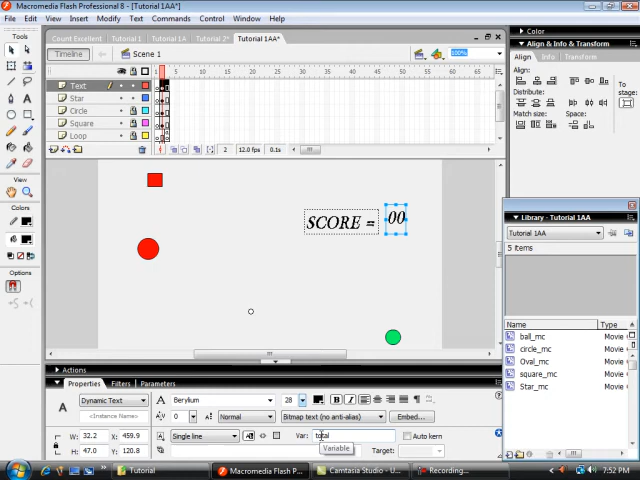 Macromedia Flash Professional 8 - [Tutorial 1AA*]
File Edit View Insert Modify Text Commands Control Window Help
Tools
Count Excellent Tutorial 1 Tutorial 1A Tutorial 2* Tutorial 1AA*
Timeline Scene 1 100%
1 5 10 15 20 25 30 35 40 45 50 55 60 65
Text
Star
Circle
Square
Loop
2 12.0 fps 0.1s
View
Colors
Options
SCORE = 00
Color
Align & Info & Transform
Align Info Transform
Align:
Distribute:
Match size: Space:
To stage:
Library - Tutorial 1AA
Tutorial 1AA
5 items
Name Type
ball_mc Movie
circle_mc Movie
Oval_mc Movie
square_mc Movie
Star_mc Movie
Actions
Properties Filters Parameters
Dynamic Text A Berylium 28
<Instance Name> 0 Normal Bitmap text (no anti-alias) Embed...
W: 32.2 X: 459.9 Single line Var: total Auto kern
H: 47.0 Y: 120.8 Variable Target:
Tutorial Macromedia Flash P... Camtasia Studio - U... Recording... 7:52 PM